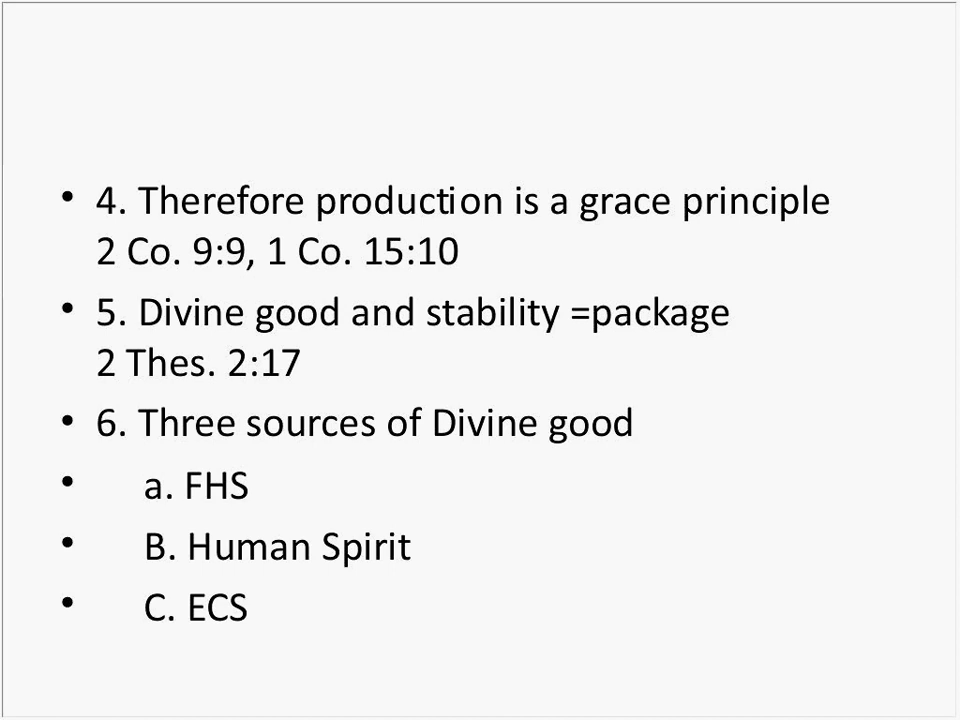 • 4. Therefore production is a grace principle
2 Co. 9:9, 1 Co. 15:10
• 5. Divine good and stability =package
2 Thes. 2:17
• 6. Three sources of Divine good
• a. FHS
• B. Human Spirit
• C. ECS